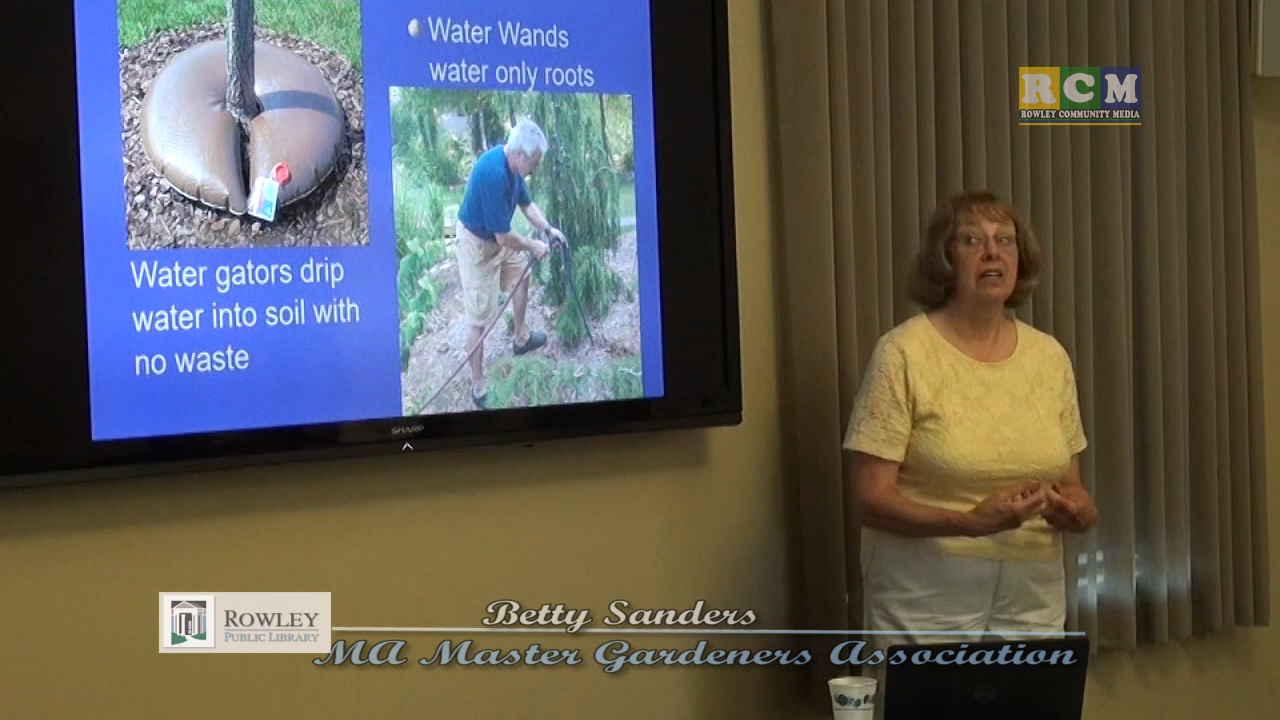 Water Wands
water only roots
Water gators drip
water into soil with
no waste
SHARP
RCM
ROWLEY COMMUNITY MEDIA
ROWLEY
PUBLIC LIBRARY
Betty Sanders
MA Master Gardeners Association